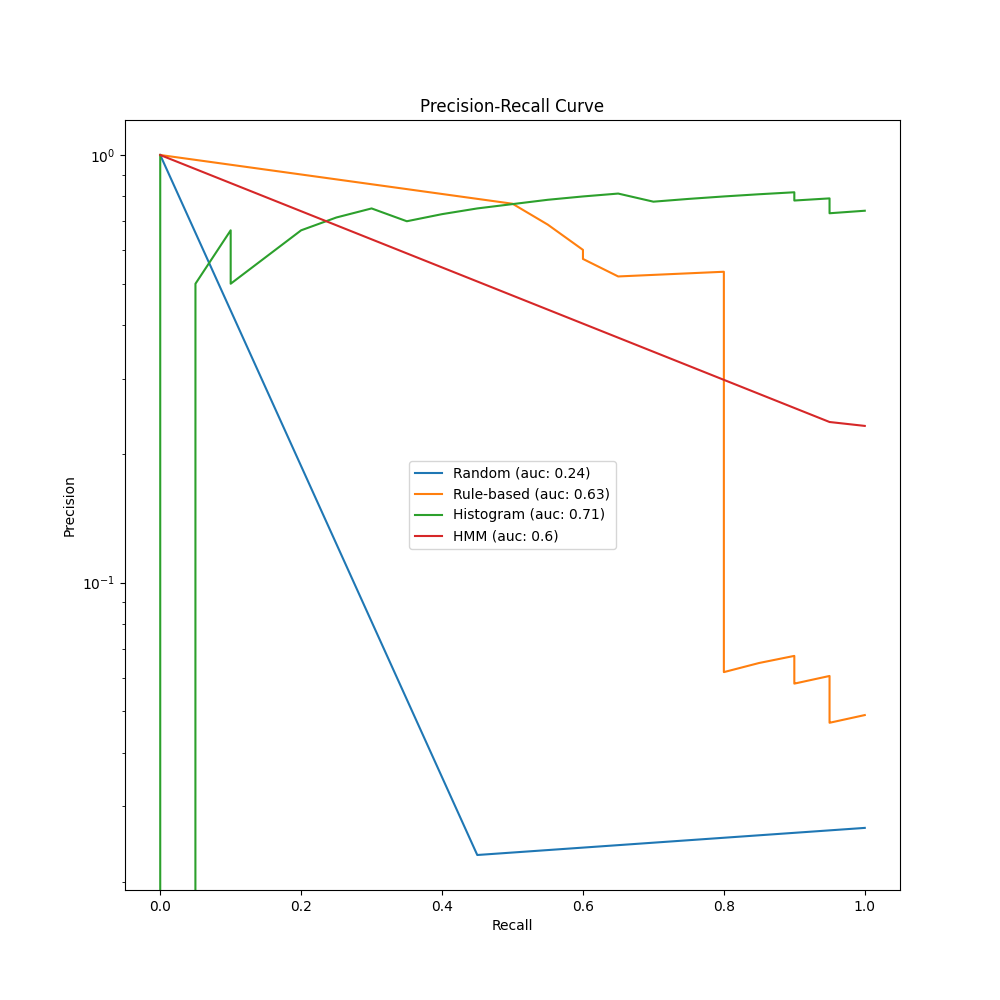 Precision-Recall Curve
10⁰
10⁻¹
Precision
Random (auc: 0.24)
Rule-based (auc: 0.63)
Histogram (auc: 0.71)
HMM (auc: 0.6)
0.0 0.2 0.4 0.6 0.8 1.0
Recall